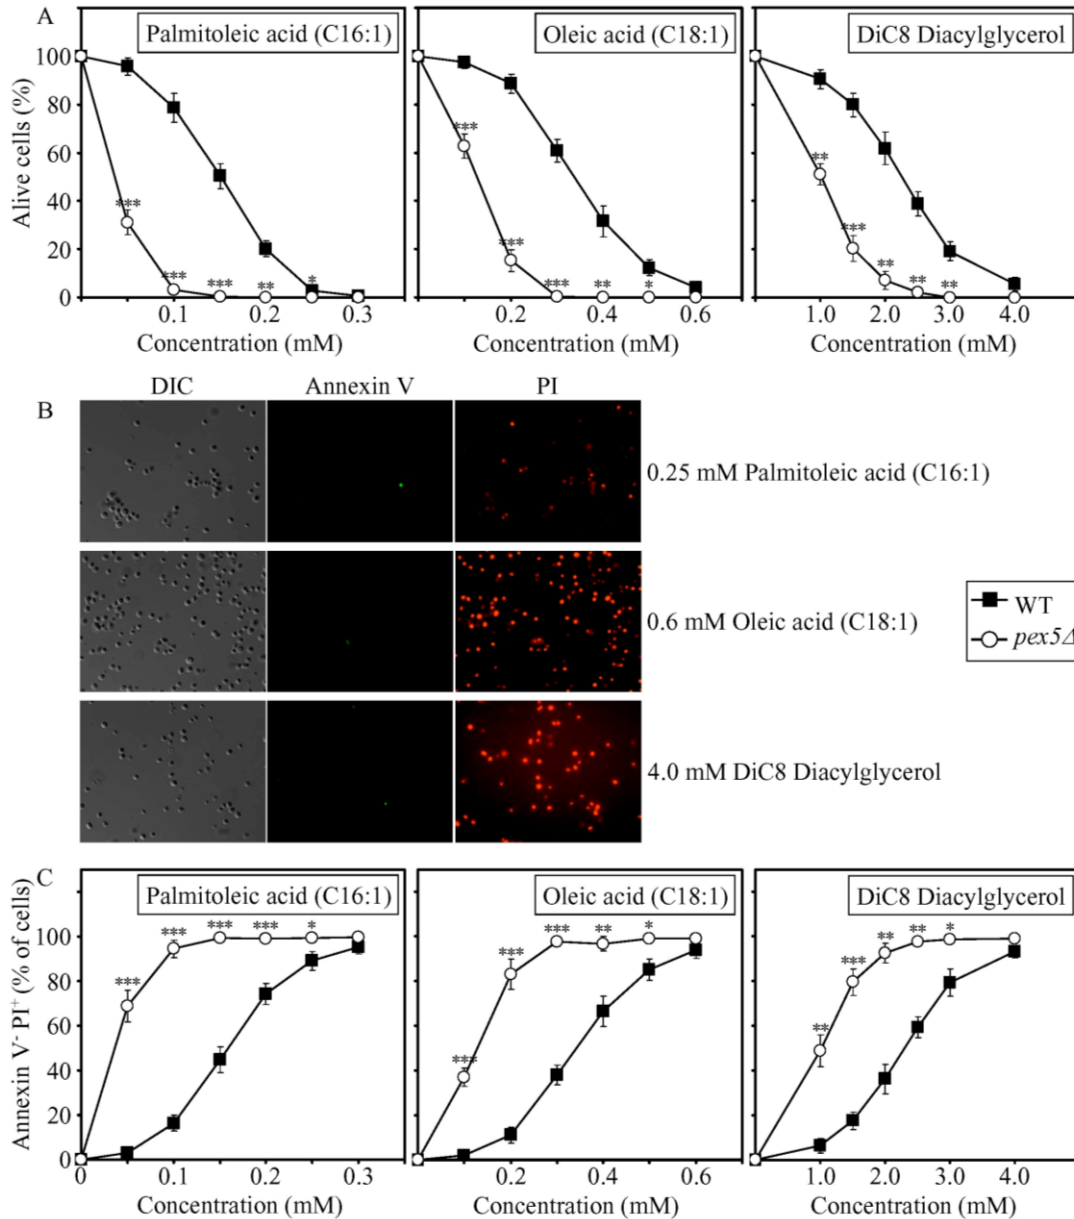 A
Palmitoleic acid (C16:1)
Oleic acid (C18:1)
DiC8 Diacylglycerol
Alive cells (%)
100
80
60
40
20
0
*** *** *** ** *
*** *** *** ** *
** *** ** ** **
0.1 0.2 0.3
0.2 0.4 0.6
1.0 2.0 3.0 4.0
Concentration (mM)
Concentration (mM)
Concentration (mM)
B
DIC
Annexin V
PI
0.25 mM Palmitoleic acid (C16:1)
0.6 mM Oleic acid (C18:1)
4.0 mM DiC8 Diacylglycerol
WT
pex5Δ
C
Palmitoleic acid (C16:1)
Oleic acid (C18:1)
DiC8 Diacylglycerol
Annexin V⁻ PI⁺ (% of cells)
100
80
60
40
20
0
*** *** *** *** *
*** *** *** ** *
** *** ** ** *
0 0.1 0.2 0.3
0.2 0.4 0.6
1.0 2.0 3.0 4.0
Concentration (mM)
Concentration (mM)
Concentration (mM)